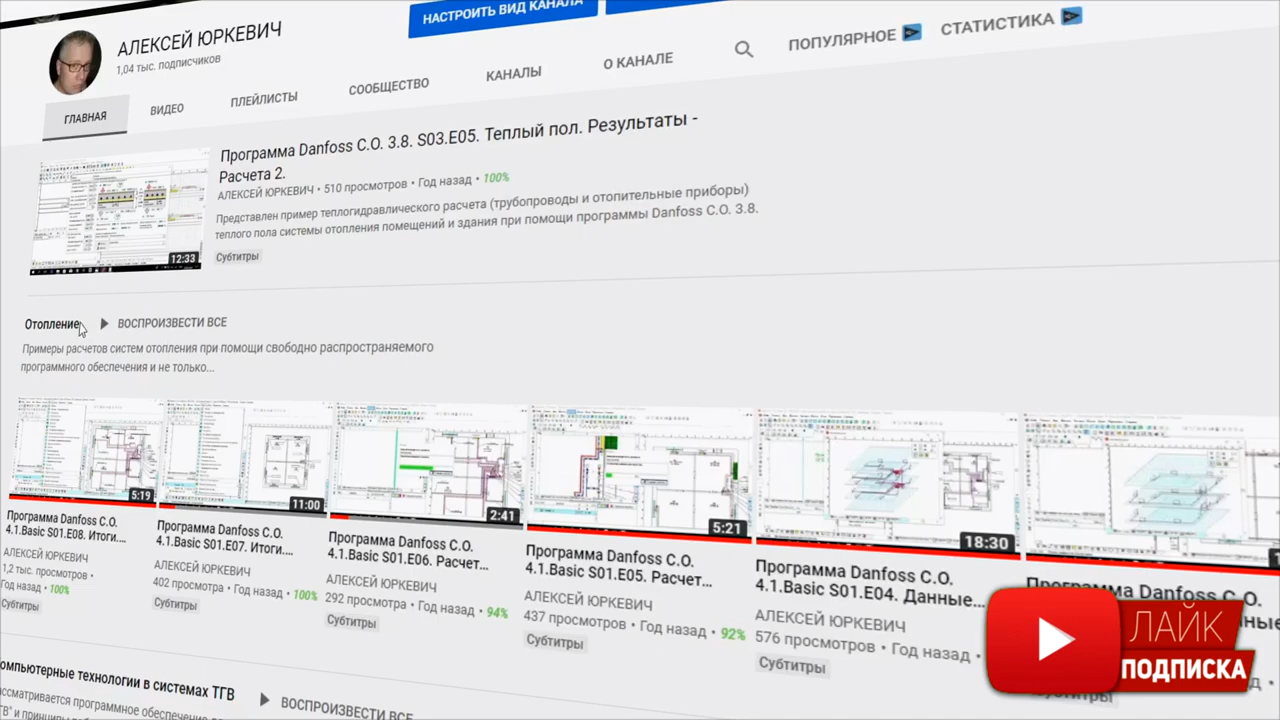 НАСТРОИТЬ ВИД КАНАЛА
АЛЕКСЕЙ ЮРКЕВИЧ
1,04 тыс. подписчиков
ГЛАВНАЯ
ВИДЕО
ПЛЕЙЛИСТЫ
СООБЩЕСТВО
КАНАЛЫ
О КАНАЛЕ
ПОПУЛЯРНОЕ
СТАТИСТИКА
Программа Danfoss C.O. 3.8. S03.E05. Теплый пол. Результаты -
Расчета 2.
АЛЕКСЕЙ ЮРКЕВИЧ • 510 просмотров • Год назад • 100%
Представлен пример теплогидравлического расчета (трубопроводы и отопительные приборы)
теплого пола системы отопления помещений и здания при помощи программы Danfoss C.O. 3.8.
12:33
Субтитры
Отопление
ВОСПРОИЗВЕСТИ ВСЕ
Примеры расчетов систем отопления при помощи свободно распространяемого
программного обеспечения и не только...
5:19
Программа Danfoss C.O.
4.1.Basic S01.E08. Итоги....
АЛЕКСЕЙ ЮРКЕВИЧ
1,2 тыс. просмотров •
Год назад • 100%
Субтитры
11:00
Программа Danfoss C.O.
4.1.Basic S01.E07. Итоги....
АЛЕКСЕЙ ЮРКЕВИЧ
402 просмотра • Год назад • 100%
Субтитры
2:41
Программа Danfoss C.O.
4.1.Basic S01.E06. Расчет...
АЛЕКСЕЙ ЮРКЕВИЧ
292 просмотра • Год назад • 94%
Субтитры
5:21
Программа Danfoss C.O.
4.1.Basic S01.E05. Расчет...
АЛЕКСЕЙ ЮРКЕВИЧ
437 просмотров • Год назад • 92%
Субтитры
18:30
Программа Danfoss C.O.
4.1.Basic S01.E04. Данные...
АЛЕКСЕЙ ЮРКЕВИЧ
576 просмотров • Год назад •
Субтитры
Программа Danfoss C.O.
ЛАЙК
ПОДПИСКА
Субтитры
омпьютерные технологии в системах ТГВ
ВОСПРОИЗВЕСТИ ВСЕ
ассматривается программное обеспечение